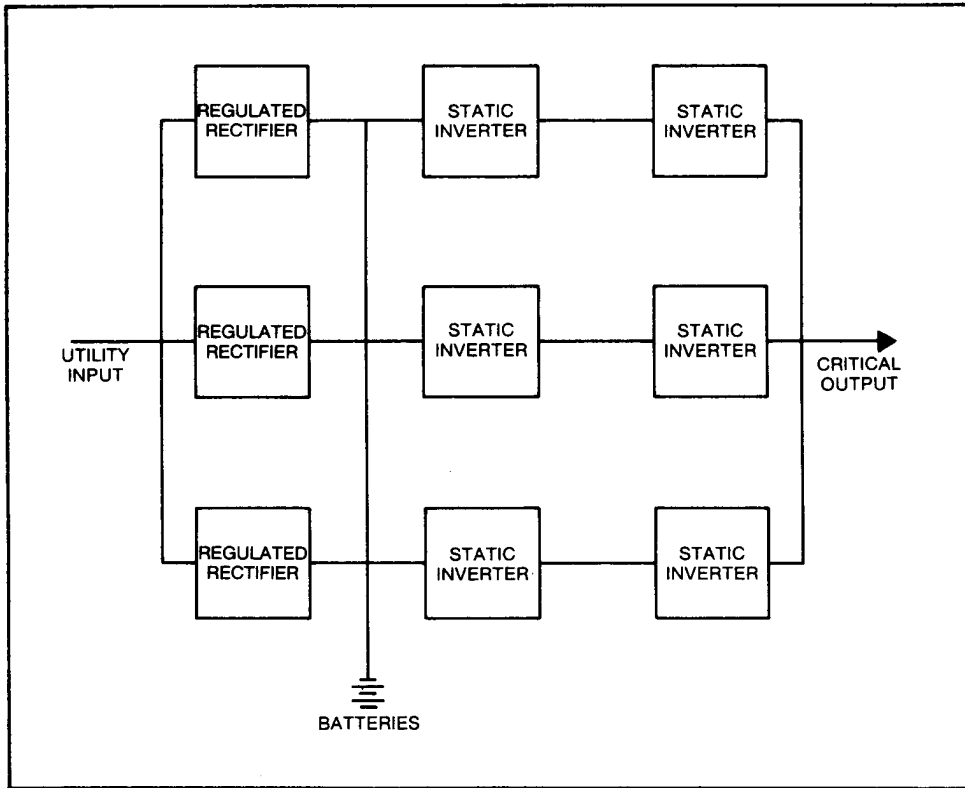 REGULATED
RECTIFIER
STATIC
INVERTER
STATIC
INVERTER
UTILITY
INPUT
REGULATED
RECTIFIER
STATIC
INVERTER
STATIC
INVERTER
CRITICAL
OUTPUT
REGULATED
RECTIFIER
STATIC
INVERTER
STATIC
INVERTER
BATTERIES